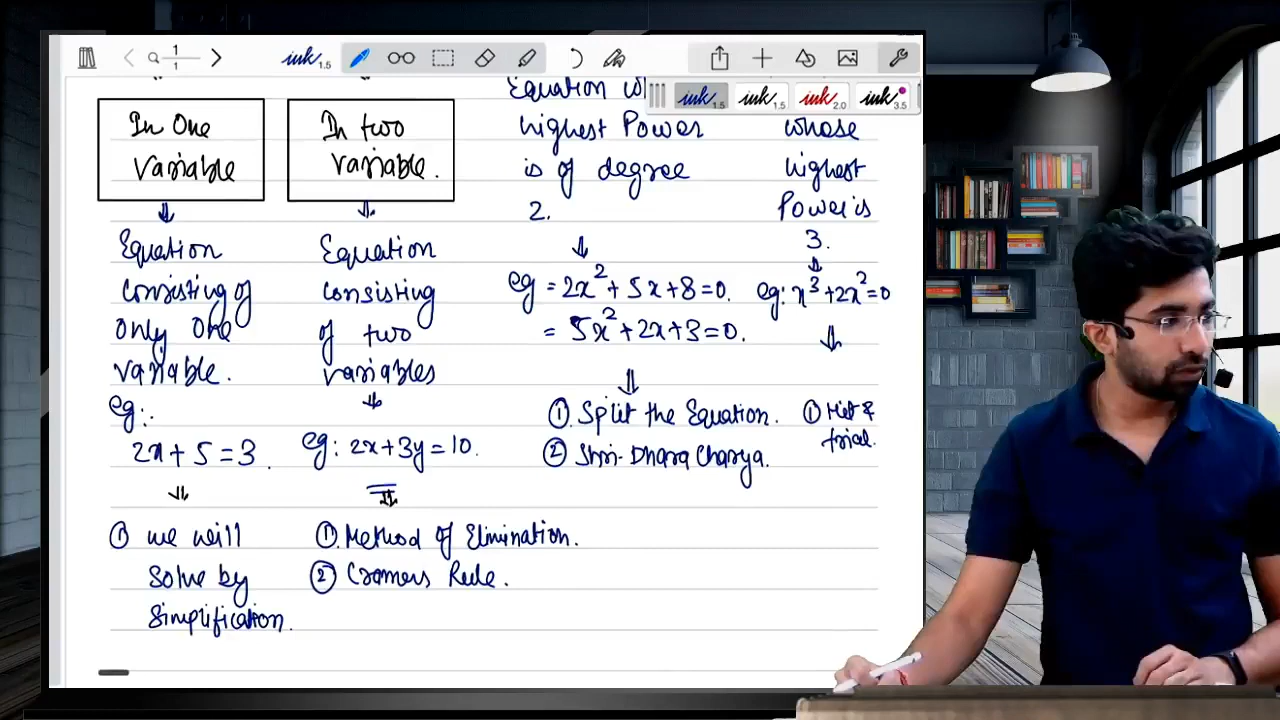 1
1
ink 1.5
ink 1.5
ink 1.5
ink 2.0
ink 3.5
In One
Variable
Equation
Consisting of
only one
variable.
eg:.
2x + 5 = 3.
① we will
Solve by
Simplification.
In two
variable.
Equation
consisting
of two
variables
eg: 2x+3y=10.
①. Method of Elimination.
② Cramers Rule.
Equation
highest Power
is of degree
2.
eg = 2x² + 5x + 8 = 0.
= 5x² + 2x + 3 = 0.
①. Split the Equation.
② Shri-Dhara Charya.
whose
highest
Power is
3.
eg: x³ + 2x² = 0
① Hit &
trial.